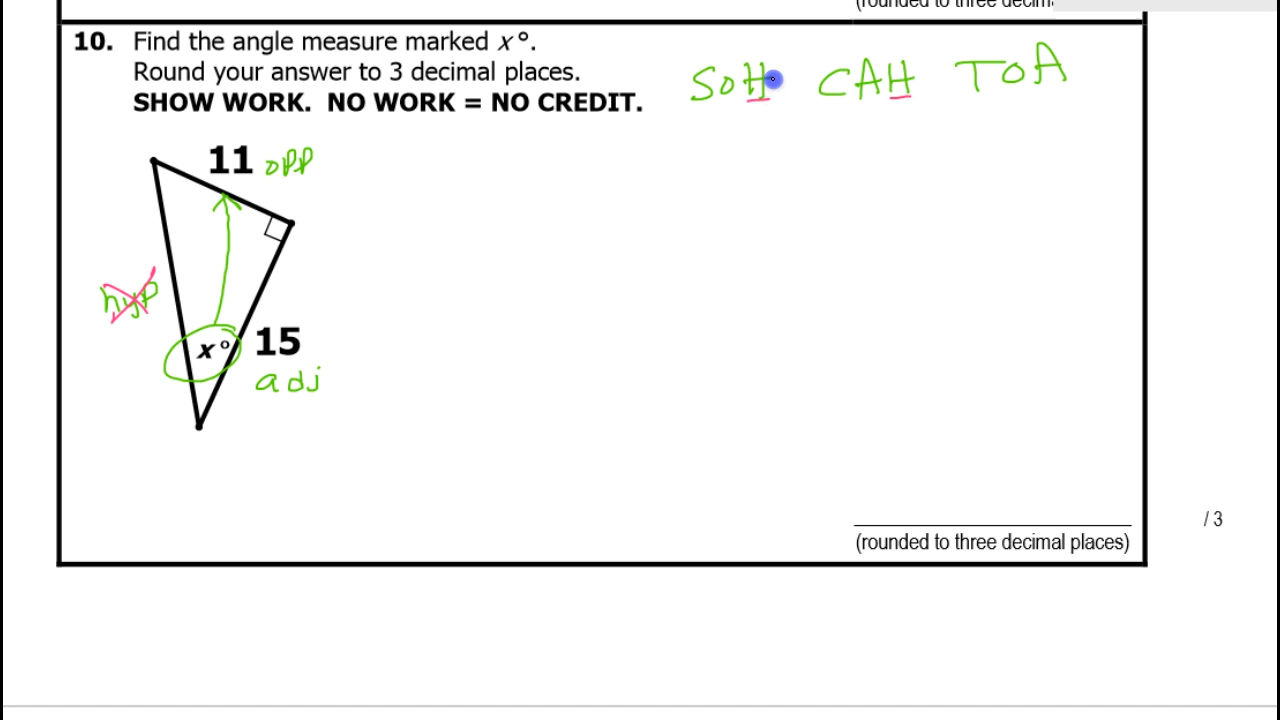 (rounded to three decim
10. Find the angle measure marked x°.
Round your answer to 3 decimal places.
SHOW WORK. NO WORK = NO CREDIT.
SOH CAH TOA
11 opp
hyp
x° 15
adj
/ 3
(rounded to three decimal places)